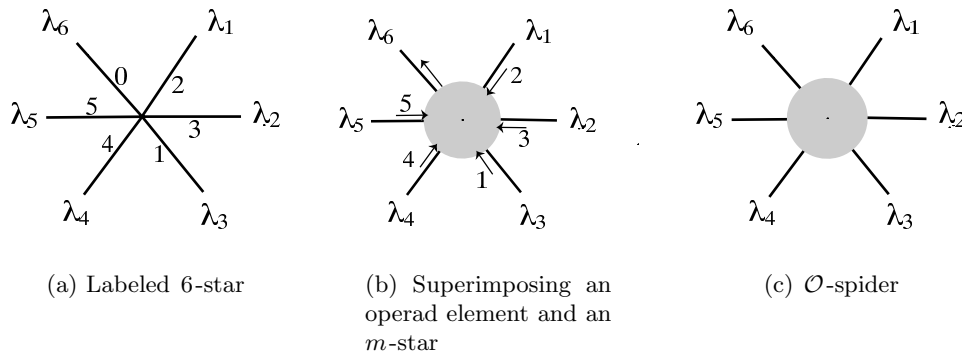 λ6 λ1
0 2
λ5 5 3 λ2
4 1
λ4 λ3
(a) Labeled 6-star
λ6 λ1
2
λ5 5 3 λ2
4 1
λ4 λ3
(b) Superimposing an
operad element and an
m-star
λ6 λ1
λ5 λ2
λ4 λ3
(c) 𝒪-spider